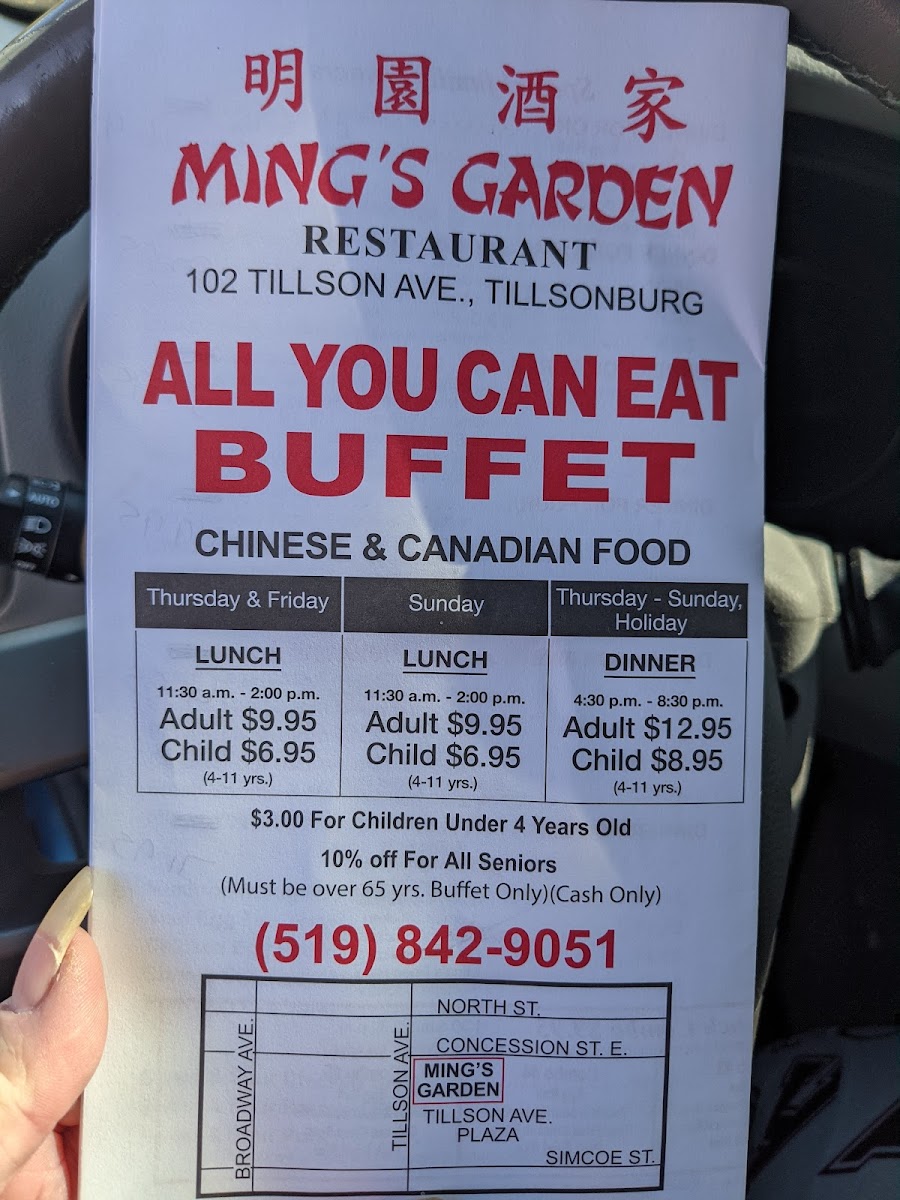 明園酒家
MING'S GARDEN
RESTAURANT
102 TILLSON AVE., TILLSONBURG
ALL YOU CAN EAT
BUFFET
CHINESE & CANADIAN FOOD
Thursday & Friday
LUNCH
11:30 a.m. - 2:00 p.m.
Adult $9.95
Child $6.95
(4-11 yrs.)
Sunday
LUNCH
11:30 a.m. - 2:00 p.m.
Adult $9.95
Child $6.95
(4-11 yrs.)
Thursday - Sunday,
Holiday
DINNER
4:30 p.m. - 8:30 p.m.
Adult $12.95
Child $8.95
(4-11 yrs.)
$3.00 For Children Under 4 Years Old
10% off For All Seniors
(Must be over 65 yrs. Buffet Only)(Cash Only)
(519) 842-9051
NORTH ST.
CONCESSION ST. E.
BROADWAY AVE.
TILLSON AVE.
MING'S
GARDEN
TILLSON AVE.
PLAZA
SIMCOE ST.
AUTO